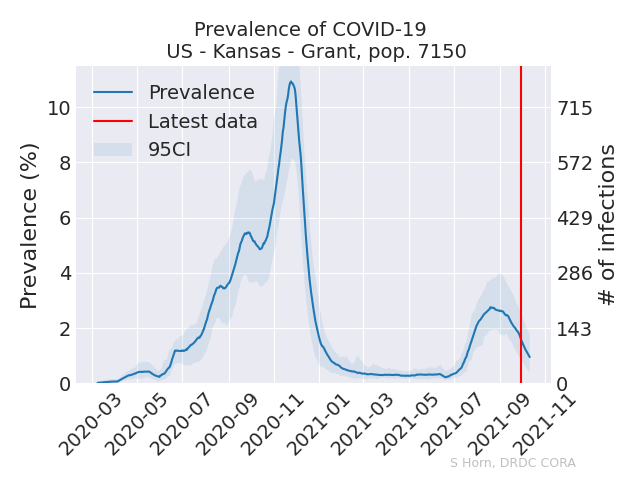 Prevalence of COVID-19
US - Kansas - Grant, pop. 7150
Prevalence
Latest data
95CI
Prevalence (%)
10
8
6
4
2
0
715
572
429
286
143
0
# of infections
2020-03
2020-05
2020-07
2020-09
2020-11
2021-01
2021-03
2021-05
2021-07
2021-09
2021-11
S Horn, DRDC CORA